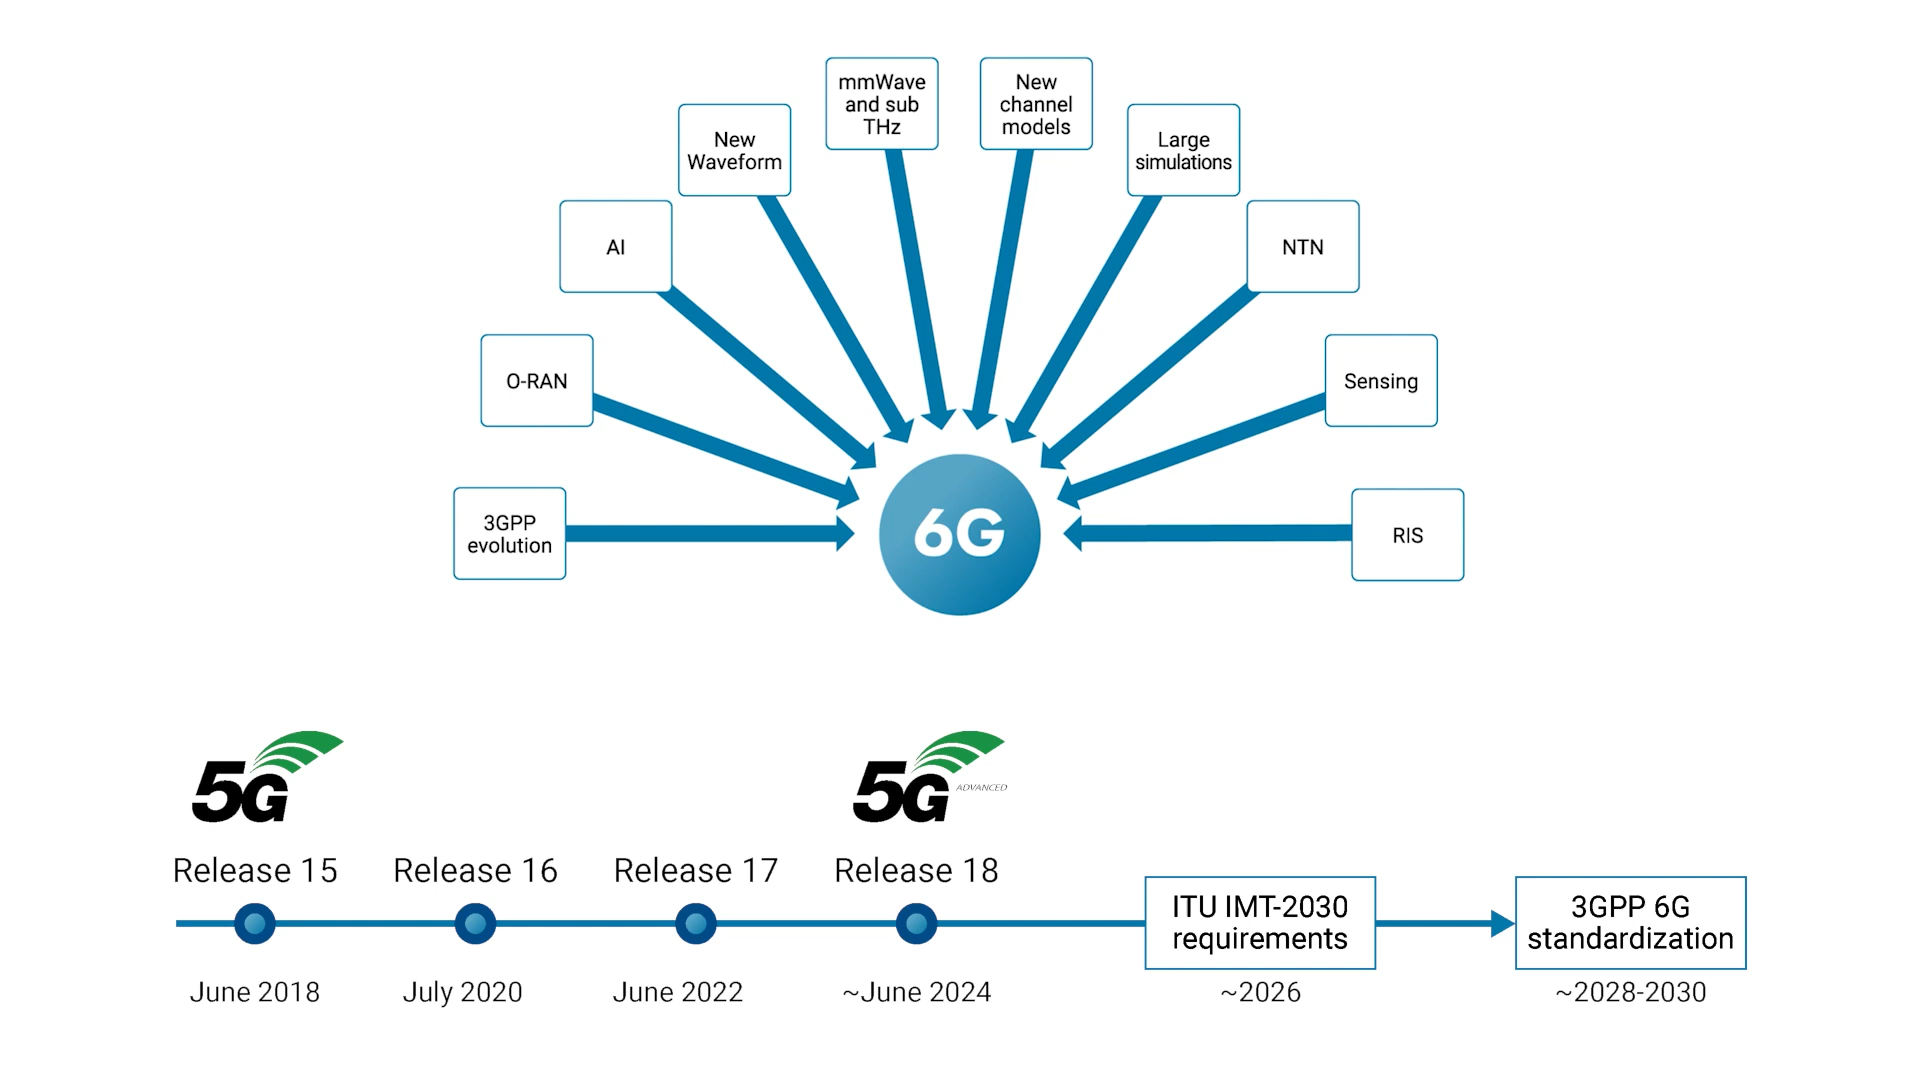 mmWave
and sub
THz
New
channel
models
New
Waveform
Large
simulations
AI
NTN
O-RAN
Sensing
3GPP
evolution
6G
RIS
5G
5G
ADVANCED
Release 15
Release 16
Release 17
Release 18
ITU IMT-2030
requirements
3GPP 6G
standardization
June 2018
July 2020
June 2022
~June 2024
~2026
~2028-2030